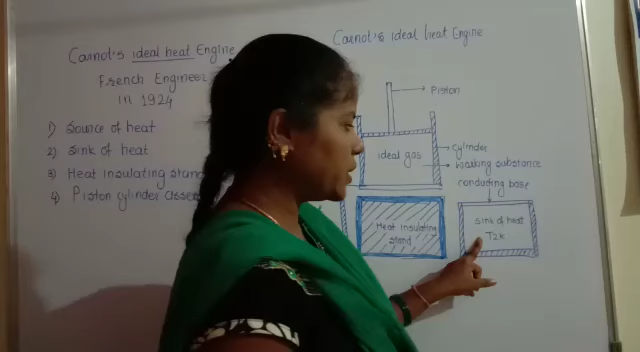 Carnot's ideal heat Engine
French Engineer
in 1924
1) Source of heat
2) Sink of heat
3) Heat insulating stand
4) Piston cylinder
Carnot's ideal heat Engine
Piston
ideal gas
cylinder
working substance
conducting base
Heat insulating
stand
Sink of heat
T2K